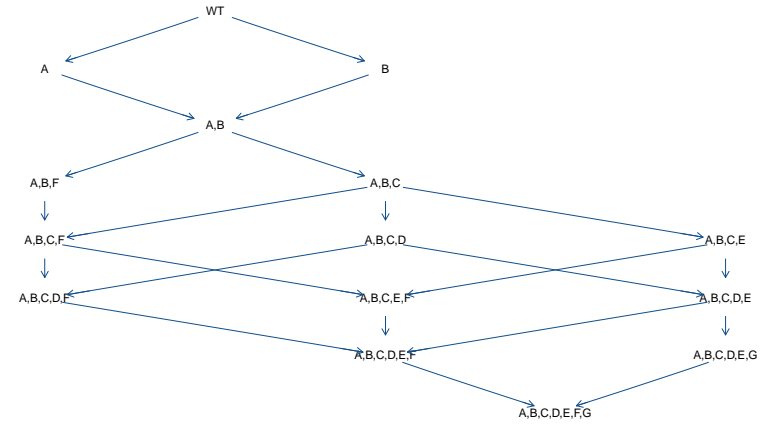 WT
A
B
A,B
A,B,F
A,B,C
A,B,C,F
A,B,C,D
A,B,C,E
A,B,C,D,F
A,B,C,E,F
A,B,C,D,E
A,B,C,D,E,F
A,B,C,D,E,G
A,B,C,D,E,F,G